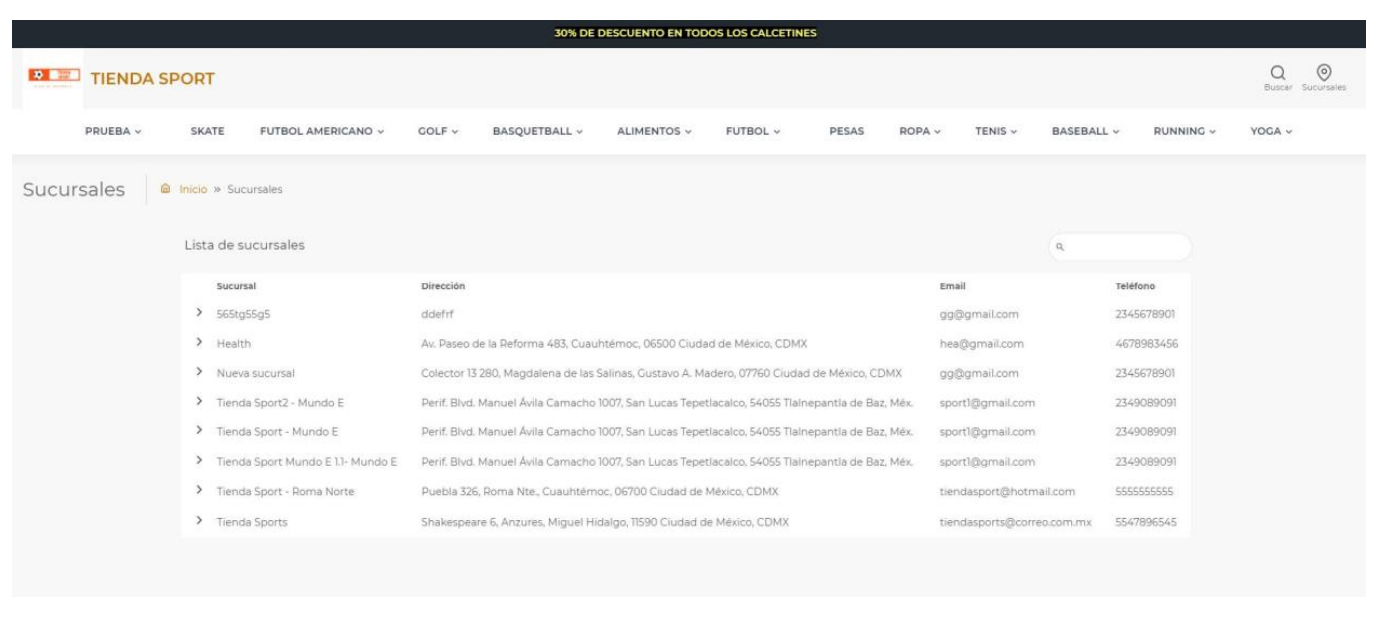 30% DE DESCUENTO EN TODOS LOS CALCETINES
TIENDA SPORT
Buscar Sucursales
PRUEBA SKATE FUTBOL AMERICANO GOLF BASQUETBALL ALIMENTOS FUTBOL PESAS ROPA TENIS BASEBALL RUNNING YOGA
Sucursales Inicio » Sucursales
Lista de sucursales
Sucursal Dirección Email Teléfono
565tg55g5 ddefrf gg@gmail.com 2345678901
Health Av. Paseo de la Reforma 483, Cuauhtémoc, 06500 Ciudad de México, CDMX hea@gmail.com 4678983456
Nueva sucursal Colector 13 280, Magdalena de las Salinas, Gustavo A. Madero, 07760 Ciudad de México, CDMX gg@gmail.com 2345678901
Tienda Sport2 - Mundo E Perif. Blvd. Manuel Ávila Camacho 1007, San Lucas Tepetlacalco, 54055 Tlalnepantla de Baz, Méx. sport1@gmail.com 2349089091
Tienda Sport - Mundo E Perif. Blvd. Manuel Ávila Camacho 1007, San Lucas Tepetlacalco, 54055 Tlalnepantla de Baz, Méx. sport1@gmail.com 2349089091
Tienda Sport Mundo E 1.1- Mundo E Perif. Blvd. Manuel Ávila Camacho 1007, San Lucas Tepetlacalco, 54055 Tlalnepantla de Baz, Méx. sport1@gmail.com 2349089091
Tienda Sport - Roma Norte Puebla 326, Roma Nte., Cuauhtémoc, 06700 Ciudad de México, CDMX tiendasport@hotmail.com 5555555555
Tienda Sports Shakespeare 6, Anzures, Miguel Hidalgo, 11590 Ciudad de México, CDMX tiendasports@correo.com.mx 5547896545